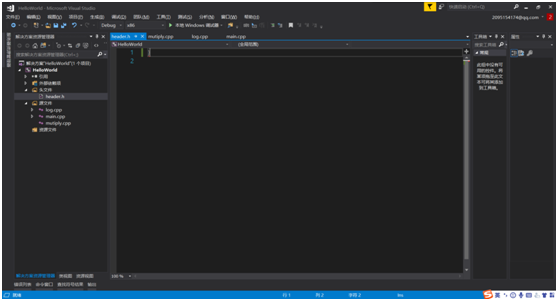 HelloWorld - Microsoft Visual Studio
快速启动 (Ctrl+Q)
文件(F) 编辑(E) 视图(V) 项目(P) 生成(B) 调试(D) 团队(M) 工具(T) 测试(S) 分析(N) 窗口(W) 帮助(H)
2095154174@qq.com
Debug x86 本地 Windows 调试器
解决方案资源管理器
搜索解决方案资源管理器(Ctrl+;)
解决方案"HelloWorld"(1 个项目)
HelloWorld
引用
外部依赖项
头文件
header.h
源文件
log.cpp
main.cpp
mutiply.cpp
资源文件
header.h mutiply.cpp log.cpp main.cpp
HelloWorld (全局范围)
1
2
工具箱
搜索工具箱
常规
此组中没有可
用的控件。将
某项拖至此文
本可将其添加
到工具箱。
属性
解决方案资源管理器 类视图 资源视图
100 %
错误列表 命令窗口 查找符号结果 输出
就绪 行 1 列 2 字符 2 Ins
英